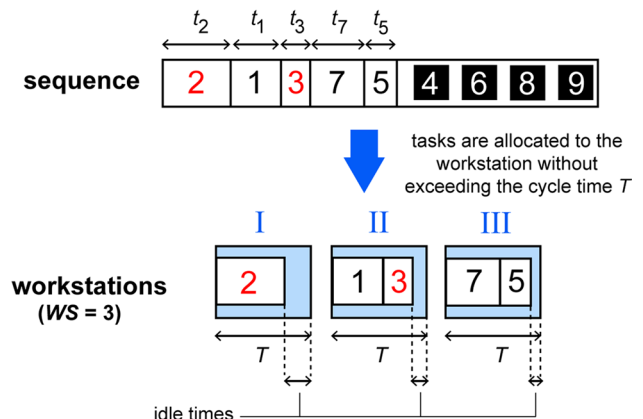 t2 t1 t3 t7 t5
sequence 2 1 3 7 5 4 6 8 9
tasks are allocated to the
workstation without
exceeding the cycle time T
I II III
workstations
(WS = 3)
2 1 3 7 5
T T T
idle times